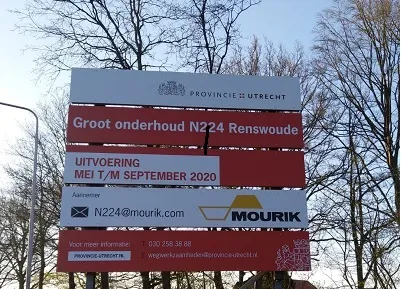 PROVINCIE :: UTRECHT
Groot onderhoud N224 Renswoude
UITVOERING
MEI T/M SEPTEMBER 2020
Aannemer
N224@mourik.com
MOURIK
Voor meer informatie:
T 030 258 38 88
PROVINCIE-UTRECHT.NL
E wegwerkzaamheden@provincie-utrecht.nl